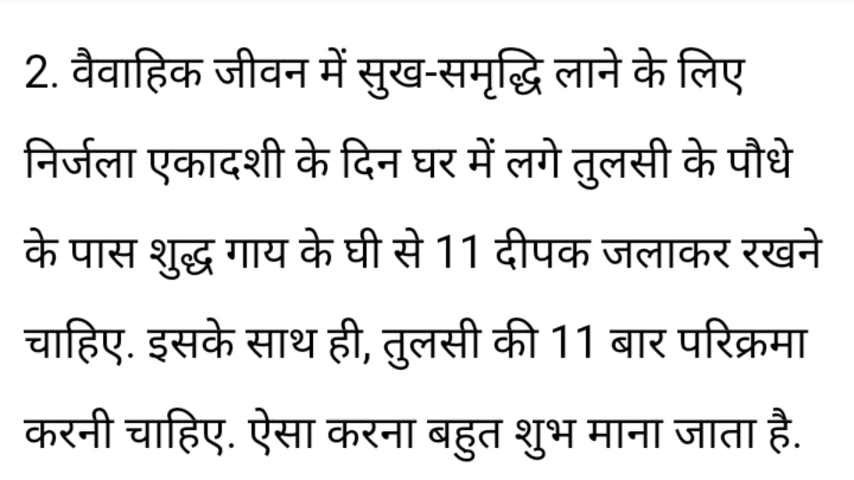 2. वैवाहिक जीवन में सुख-समृद्धि लाने के लिए
निर्जला एकादशी के दिन घर में लगे तुलसी के पौधे
के पास शुद्ध गाय के घी से 11 दीपक जलाकर रखने
चाहिए. इसके साथ ही, तुलसी की 11 बार परिक्रमा
करनी चाहिए. ऐसा करना बहुत शुभ माना जाता है.